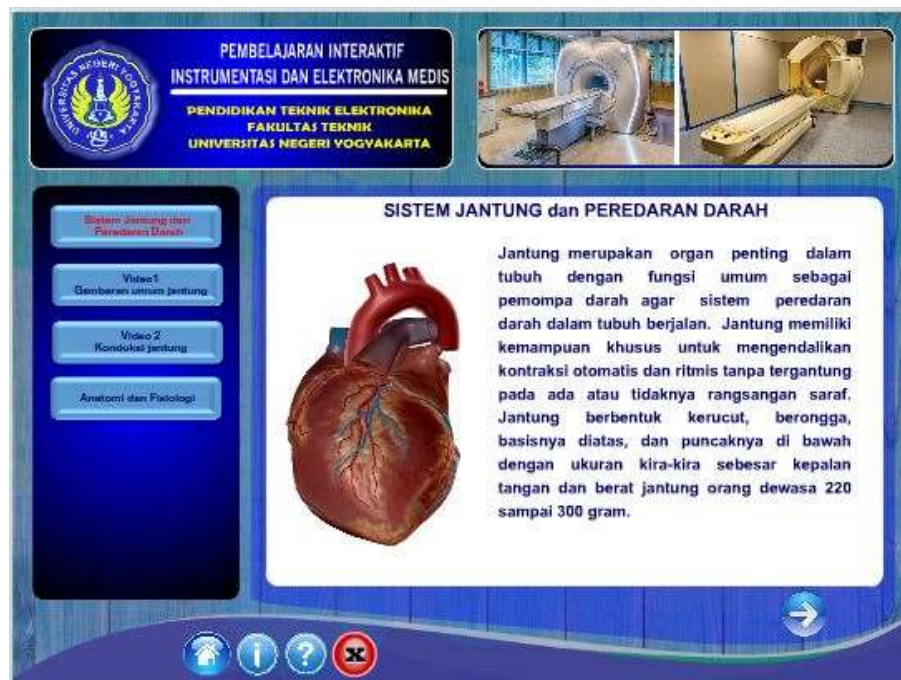 PEMBELAJARAN INTERAKTIF
INSTRUMENTASI DAN ELEKTRONIKA MEDIS
PENDIDIKAN TEKNIK ELEKTRONIKA
FAKULTAS TEKNIK
UNIVERSITAS NEGERI YOGYAKARTA
UNIVERSITAS NEGERI YOGYAKARTA
Sistem Jantung dan
Peredaran Darah
Video1
Gambaran umum jantung
Video 2
Konduksi jantung
Anatomi dan Fisiologi
SISTEM JANTUNG dan PEREDARAN DARAH
Jantung merupakan organ penting dalam
tubuh dengan fungsi umum sebagai
pemompa darah agar sistem peredaran
darah dalam tubuh berjalan. Jantung memiliki
kemampuan khusus untuk mengendalikan
kontraksi otomatis dan ritmis tanpa tergantung
pada ada atau tidaknya rangsangan saraf.
Jantung berbentuk kerucut, berongga,
basisnya diatas, dan puncaknya di bawah
dengan ukuran kira-kira sebesar kepalan
tangan dan berat jantung orang dewasa 220
sampai 300 gram.
i
?
x